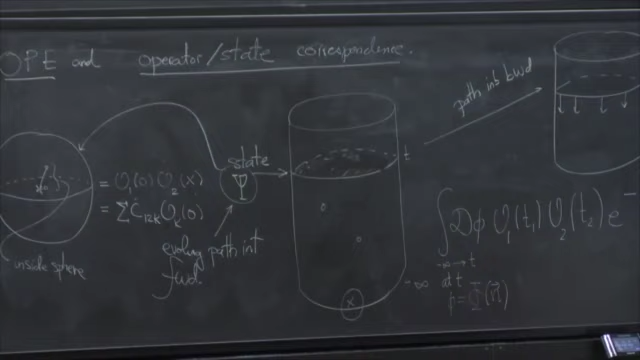 OPE and operator/state correspondence.
= O₁(0) O₂(x)
= Σ C₁₂ₖ Oₖ(0)
inside sphere
state
Ψ
evolving path int
fwd.
t
x
-∞
path int bwd
∫ Dφ O₁(t₁) O₂(t₂) e⁻
-∞ → t
at t